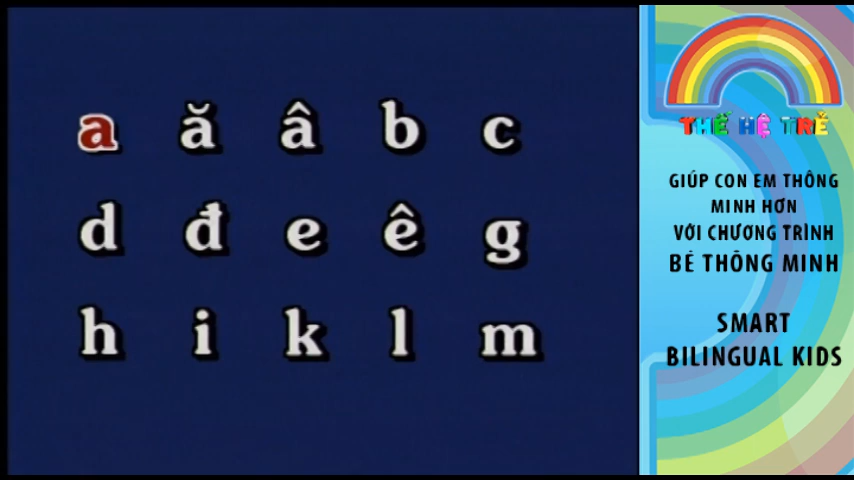 a ă â b c
d đ e ê g
h i k l m
THẾ HỆ TRẺ
GIÚP CON EM THÔNG
MINH HƠN
VỚI CHƯƠNG TRÌNH
BÉ THÔNG MINH
SMART
BILINGUAL KIDS